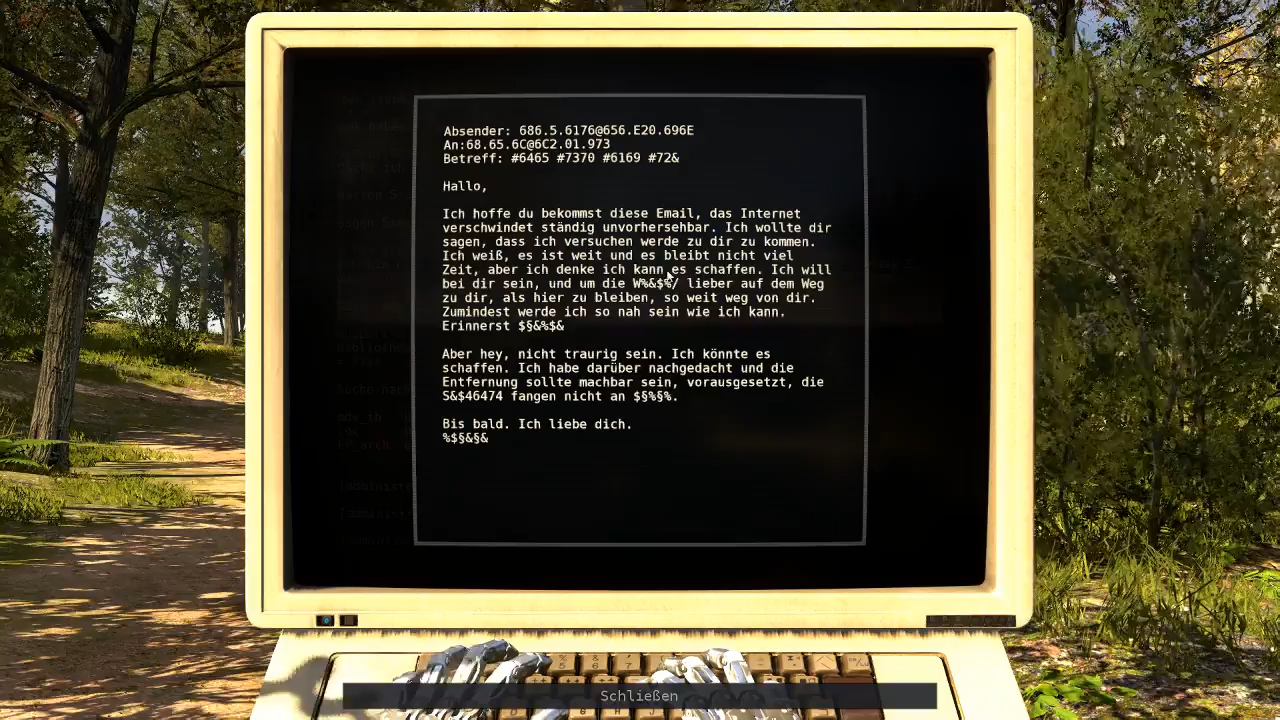 Absender: 686.5.6176@656.E20.696E
An:68.65.6C@6C2.01.973
Betreff: #6465 #7370 #6169 #72&
Hallo,
Ich hoffe du bekommst diese Email, das Internet
verschwindet ständig unvorhersehbar. Ich wollte dir
sagen, dass ich versuchen werde zu dir zu kommen.
Ich weiß, es ist weit und es bleibt nicht viel
Zeit, aber ich denke ich kann es schaffen. Ich will
bei dir sein, und um die W%&$%/ lieber auf dem Weg
zu dir, als hier zu bleiben, so weit weg von dir.
Zumindest werde ich so nah sein wie ich kann.
Erinnerst $§&%$&
Aber hey, nicht traurig sein. Ich könnte es
schaffen. Ich habe darüber nachgedacht und die
Entfernung sollte machbar sein, vorausgesetzt, die
S&$46474 fangen nicht an $§%§%.
Bis bald. Ich liebe dich.
%$§&§&
Schließen